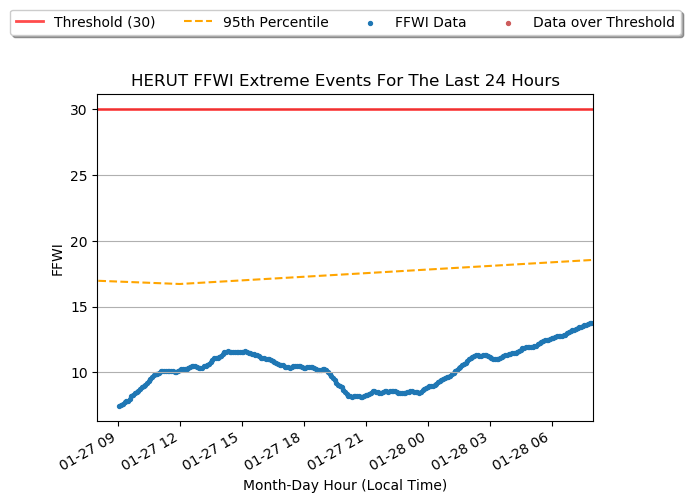 Threshold (30) 95th Percentile FFWI Data Data over Threshold
HERUT FFWI Extreme Events For The Last 24 Hours
30
25
20
15
10
FFWI
01-27 09 01-27 12 01-27 15 01-27 18 01-27 21 01-28 00 01-28 03 01-28 06
Month-Day Hour (Local Time)